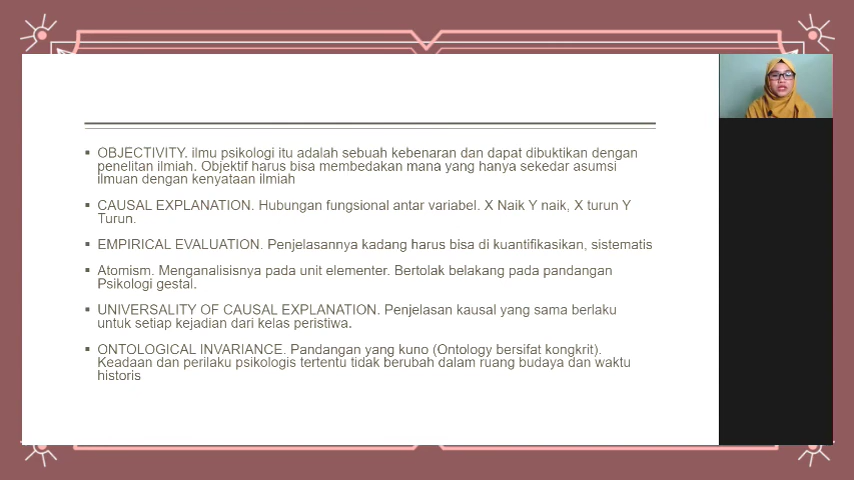 ▪ OBJECTIVITY. ilmu psikologi itu adalah sebuah kebenaran dan dapat dibuktikan dengan
penelitan ilmiah. Objektif harus bisa membedakan mana yang hanya sekedar asumsi
ilmuan dengan kenyataan ilmiah
▪ CAUSAL EXPLANATION. Hubungan fungsional antar variabel. X Naik Y naik, X turun Y
Turun.
▪ EMPIRICAL EVALUATION. Penjelasannya kadang harus bisa di kuantifikasikan, sistematis
▪ Atomism. Menganalisisnya pada unit elementer. Bertolak belakang pada pandangan
Psikologi gestal.
▪ UNIVERSALITY OF CAUSAL EXPLANATION. Penjelasan kausal yang sama berlaku
untuk setiap kejadian dari kelas peristiwa.
▪ ONTOLOGICAL INVARIANCE. Pandangan yang kuno (Ontology bersifat kongkrit).
Keadaan dan perilaku psikologis tertentu tidak berubah dalam ruang budaya dan waktu
historis